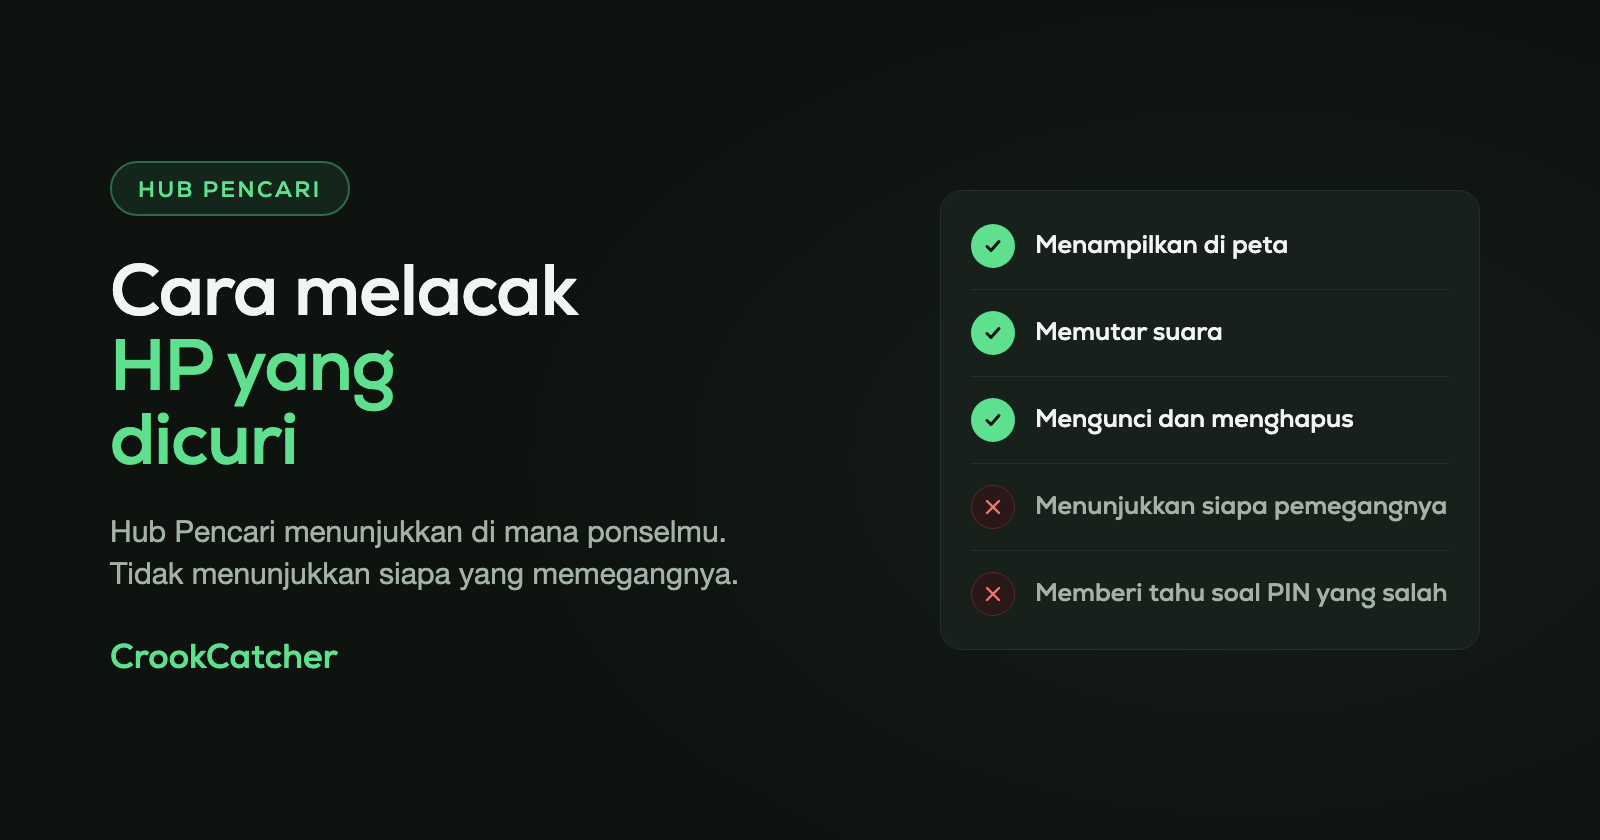 HUB PENCARI
Cara melacak
HP yang
dicuri
Hub Pencari menunjukkan di mana ponselmu.
Tidak menunjukkan siapa yang memegangnya.
CrookCatcher
Menampilkan di peta
Memutar suara
Mengunci dan menghapus
Menunjukkan siapa pemegangnya
Memberi tahu soal PIN yang salah